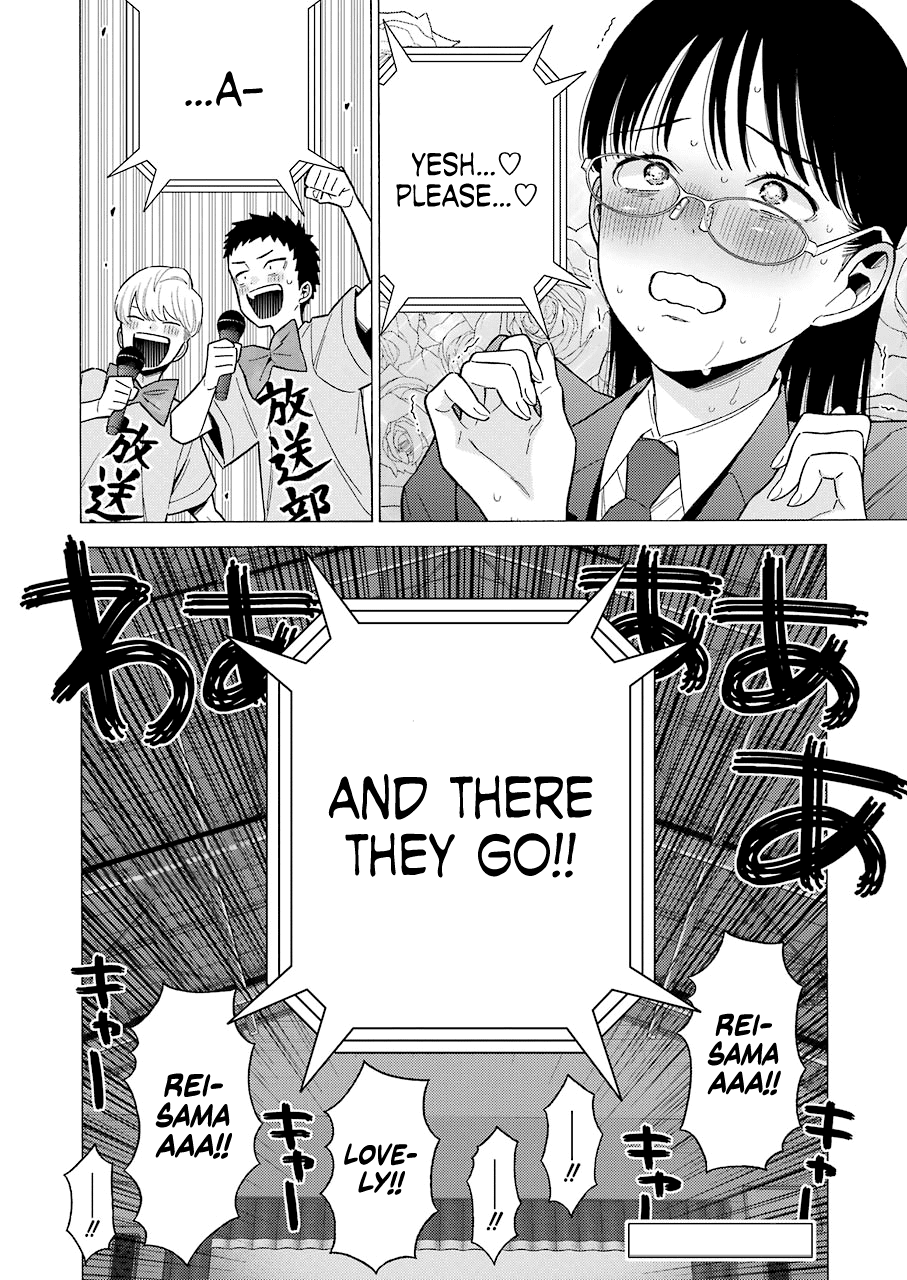 YESH...♡
PLEASE...♡
...A-
放送部
放送
わあ
ああ
あ
AND THERE
THEY GO!!
REI-
SAMA
AAA!!
キャー
キャー
LOVE-
LY!!
キャー
REI-
SAMA
AAA!!
キャー
—!!
—!!
—!!